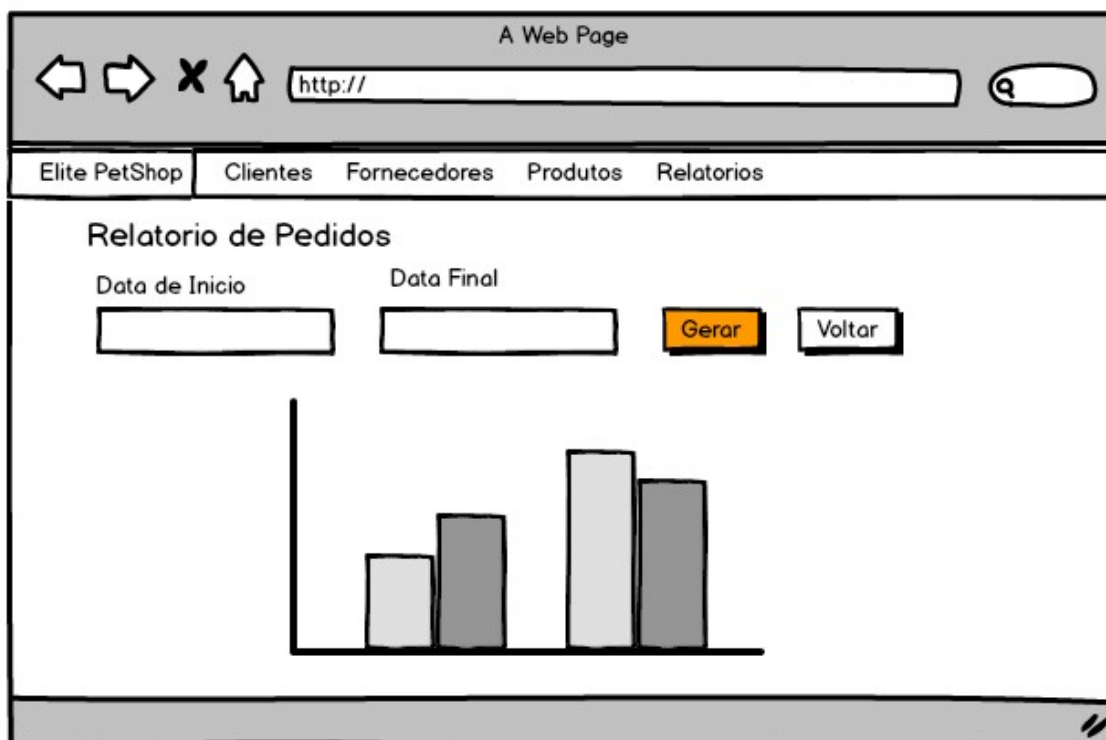 A Web Page
http://
Elite PetShop Clientes Fornecedores Produtos Relatorios
Relatorio de Pedidos
Data de Inicio Data Final
Gerar Voltar